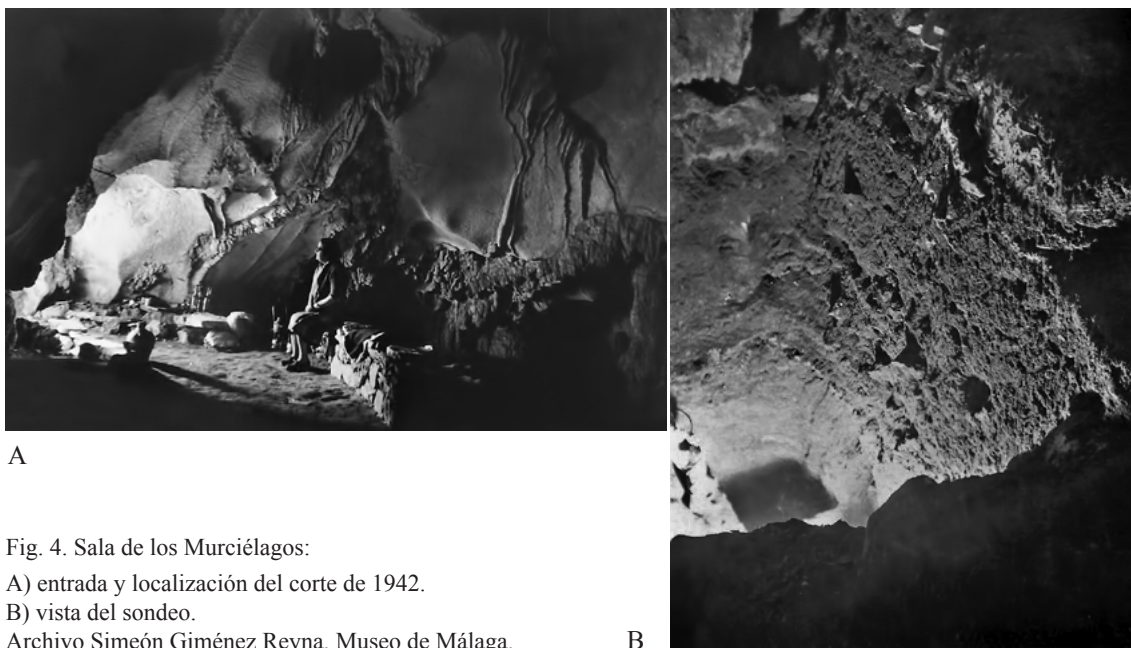 A
Fig. 4. Sala de los Murciélagos:
A) entrada y localización del corte de 1942.
B) vista del sondeo.
Archivo Simeón Giménez Reyna. Museo de Málaga.
B